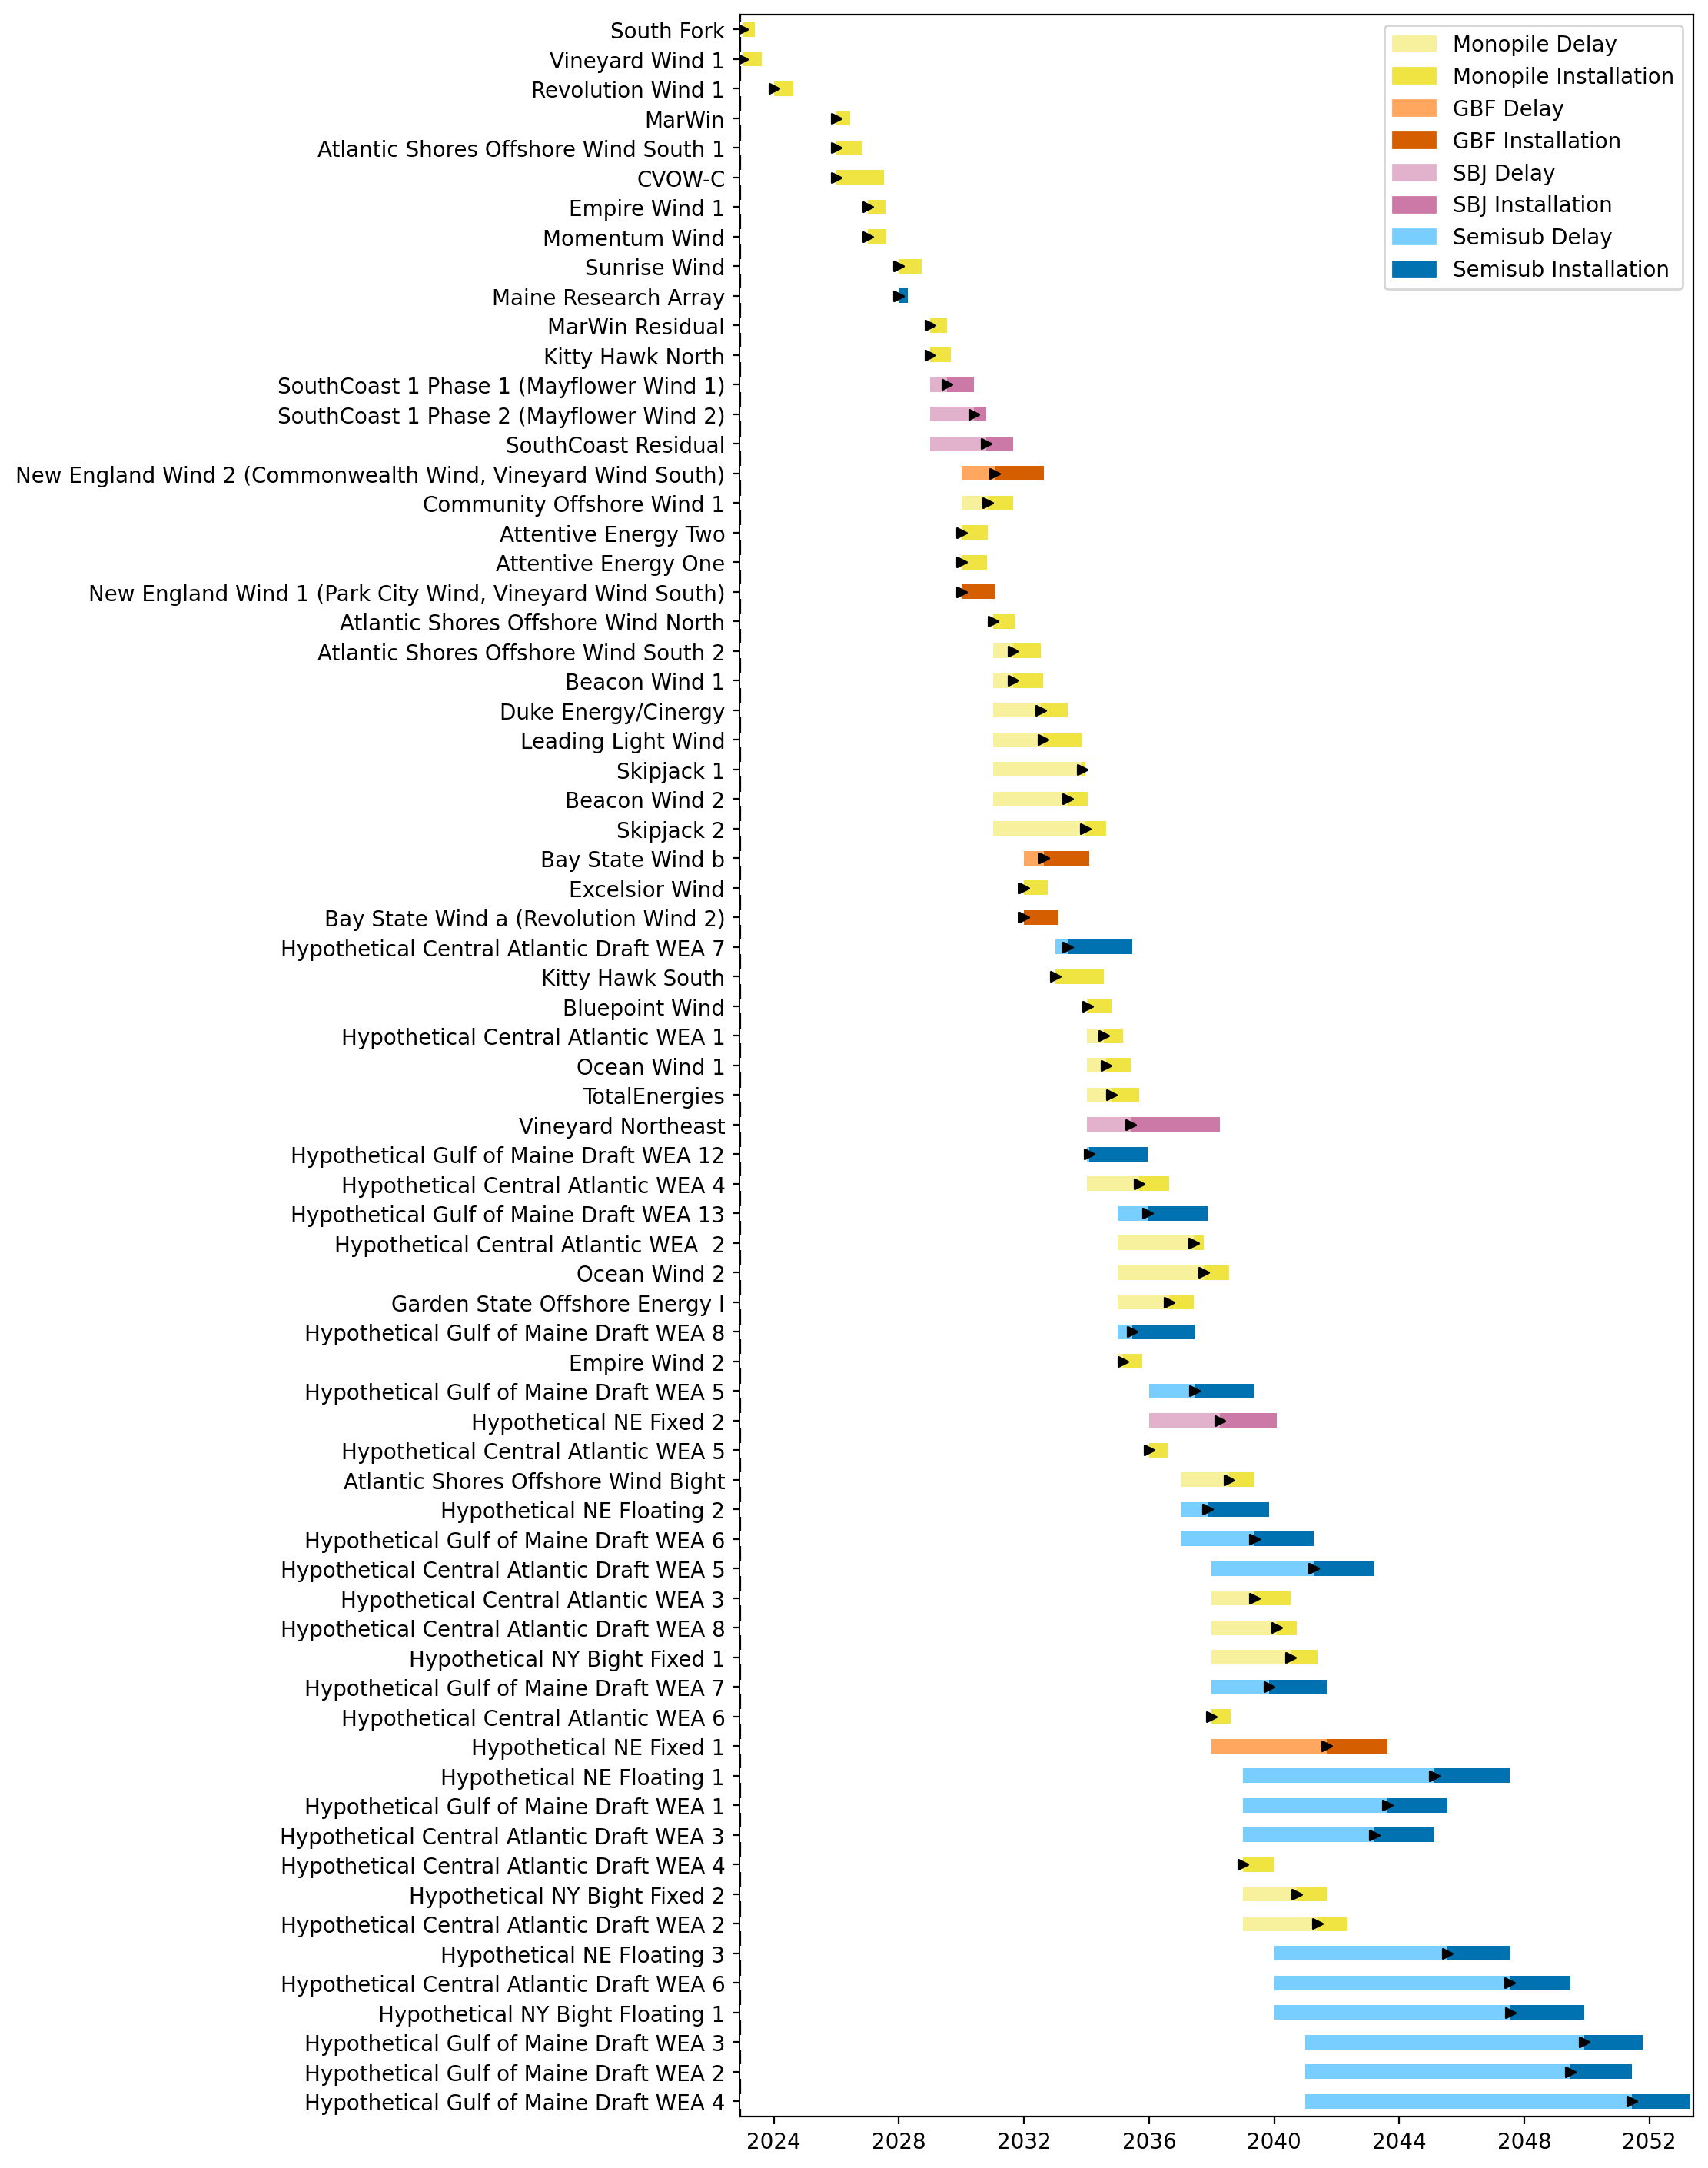 South Fork
Vineyard Wind 1
Revolution Wind 1
MarWin
Atlantic Shores Offshore Wind South 1
CVOW-C
Empire Wind 1
Momentum Wind
Sunrise Wind
Maine Research Array
MarWin Residual
Kitty Hawk North
SouthCoast 1 Phase 1 (Mayflower Wind 1)
SouthCoast 1 Phase 2 (Mayflower Wind 2)
SouthCoast Residual
New England Wind 2 (Commonwealth Wind, Vineyard Wind South)
Community Offshore Wind 1
Attentive Energy Two
Attentive Energy One
New England Wind 1 (Park City Wind, Vineyard Wind South)
Atlantic Shores Offshore Wind North
Atlantic Shores Offshore Wind South 2
Beacon Wind 1
Duke Energy/Cinergy
Leading Light Wind
Skipjack 1
Beacon Wind 2
Skipjack 2
Bay State Wind b
Excelsior Wind
Bay State Wind a (Revolution Wind 2)
Hypothetical Central Atlantic Draft WEA 7
Kitty Hawk South
Bluepoint Wind
Hypothetical Central Atlantic WEA 1
Ocean Wind 1
TotalEnergies
Vineyard Northeast
Hypothetical Gulf of Maine Draft WEA 12
Hypothetical Central Atlantic WEA 4
Hypothetical Gulf of Maine Draft WEA 13
Hypothetical Central Atlantic WEA  2
Ocean Wind 2
Garden State Offshore Energy I
Hypothetical Gulf of Maine Draft WEA 8
Empire Wind 2
Hypothetical Gulf of Maine Draft WEA 5
Hypothetical NE Fixed 2
Hypothetical Central Atlantic WEA 5
Atlantic Shores Offshore Wind Bight
Hypothetical NE Floating 2
Hypothetical Gulf of Maine Draft WEA 6
Hypothetical Central Atlantic Draft WEA 5
Hypothetical Central Atlantic WEA 3
Hypothetical Central Atlantic Draft WEA 8
Hypothetical NY Bight Fixed 1
Hypothetical Gulf of Maine Draft WEA 7
Hypothetical Central Atlantic WEA 6
Hypothetical NE Fixed 1
Hypothetical NE Floating 1
Hypothetical Gulf of Maine Draft WEA 1
Hypothetical Central Atlantic Draft WEA 3
Hypothetical Central Atlantic Draft WEA 4
Hypothetical NY Bight Fixed 2
Hypothetical Central Atlantic Draft WEA 2
Hypothetical NE Floating 3
Hypothetical Central Atlantic Draft WEA 6
Hypothetical NY Bight Floating 1
Hypothetical Gulf of Maine Draft WEA 3
Hypothetical Gulf of Maine Draft WEA 2
Hypothetical Gulf of Maine Draft WEA 4
Monopile Delay
Monopile Installation
GBF Delay
GBF Installation
SBJ Delay
SBJ Installation
Semisub Delay
Semisub Installation
2024 2028 2032 2036 2040 2044 2048 2052